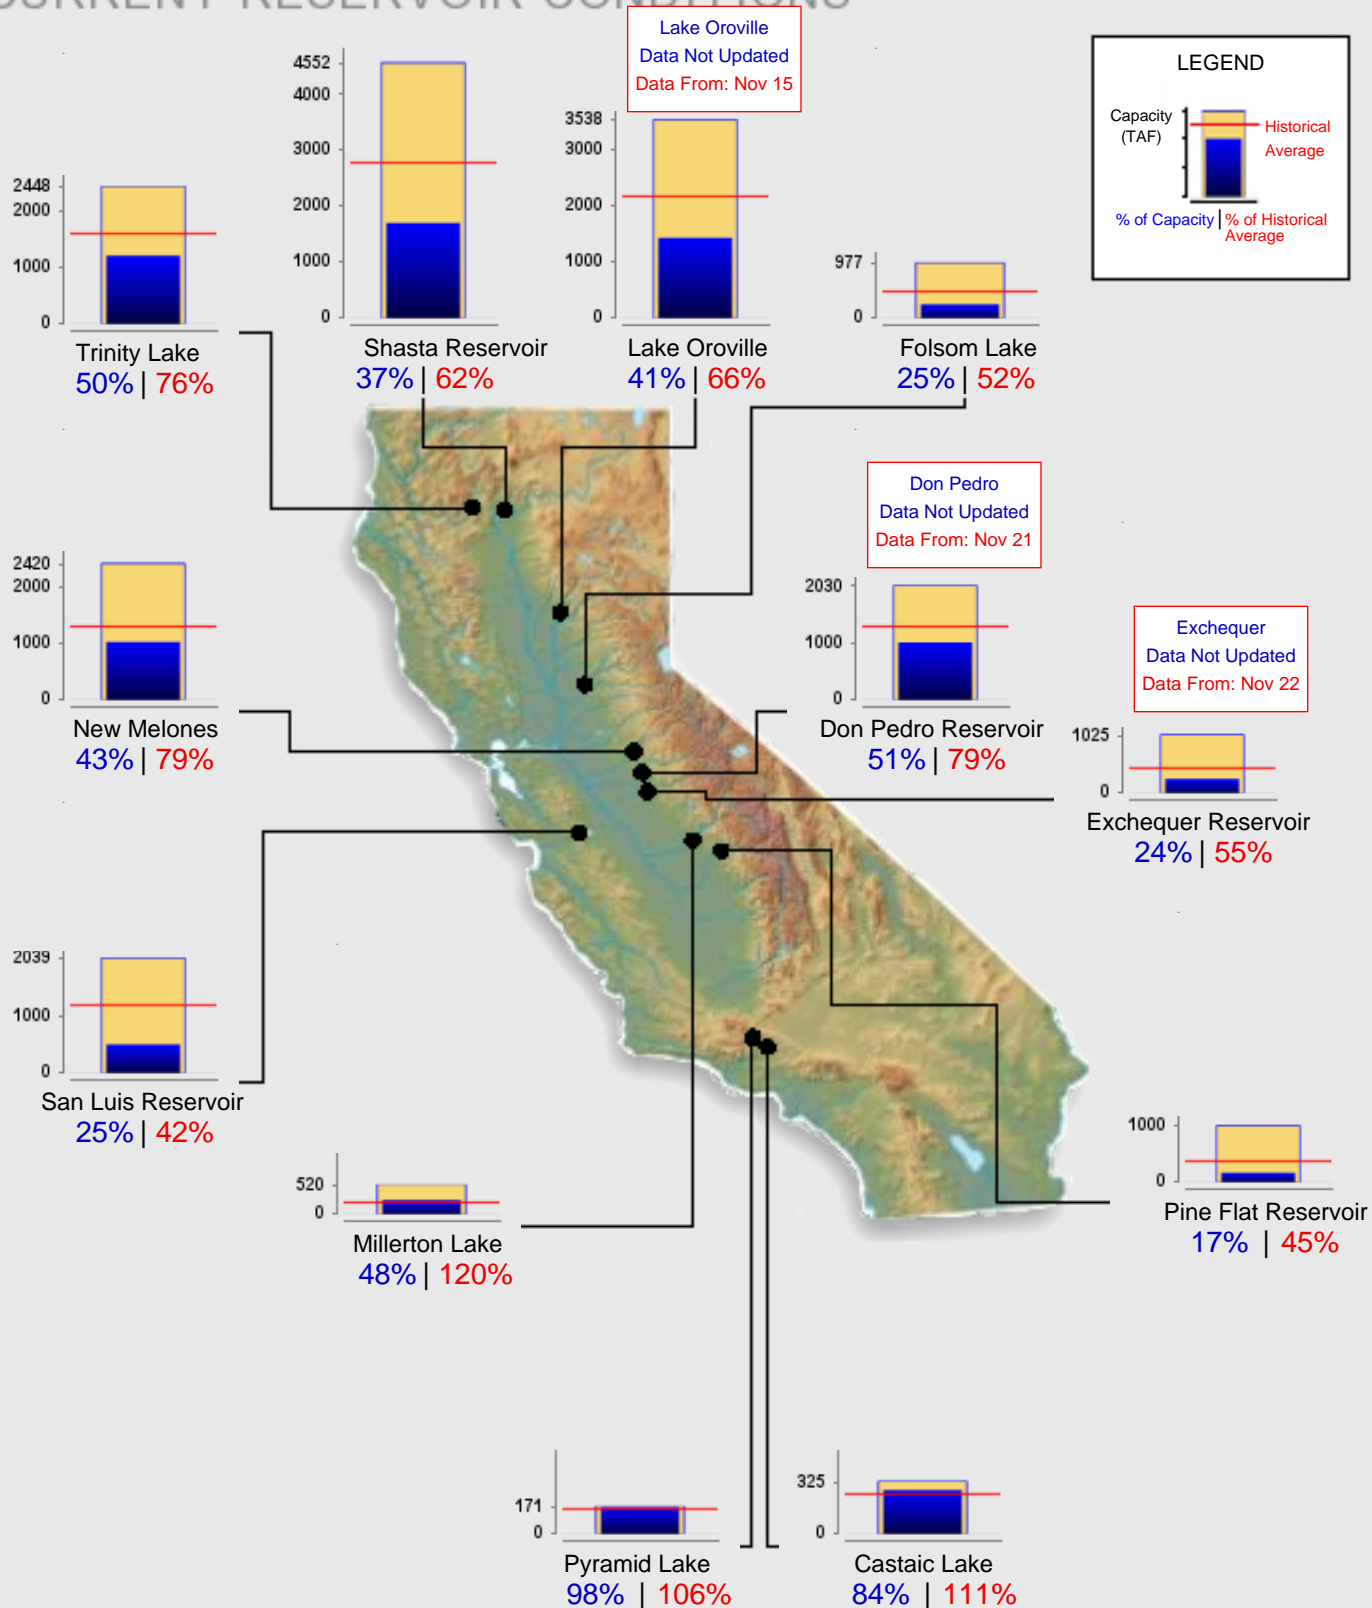 CURRENT RESERVOIR CONDITIONS
Lake Oroville
Data Not Updated
Data From: Nov 15
LEGEND
Capacity
(TAF)
Historical
Average
% of Capacity | % of Historical
Average
4552
4000
3000
2000
1000
0
Shasta Reservoir
37% | 62%
3538
3000
2000
1000
0
Lake Oroville
41% | 66%
2448
2000
1000
0
Trinity Lake
50% | 76%
977
0
Folsom Lake
25% | 52%
Don Pedro
Data Not Updated
Data From: Nov 21
2420
2000
1000
0
New Melones
43% | 79%
2030
1000
0
Don Pedro Reservoir
51% | 79%
Exchequer
Data Not Updated
Data From: Nov 22
1025
0
Exchequer Reservoir
24% | 55%
2039
1000
0
San Luis Reservoir
25% | 42%
520
0
Millerton Lake
48% | 120%
1000
0
Pine Flat Reservoir
17% | 45%
171
0
Pyramid Lake
98% | 106%
325
0
Castaic Lake
84% | 111%